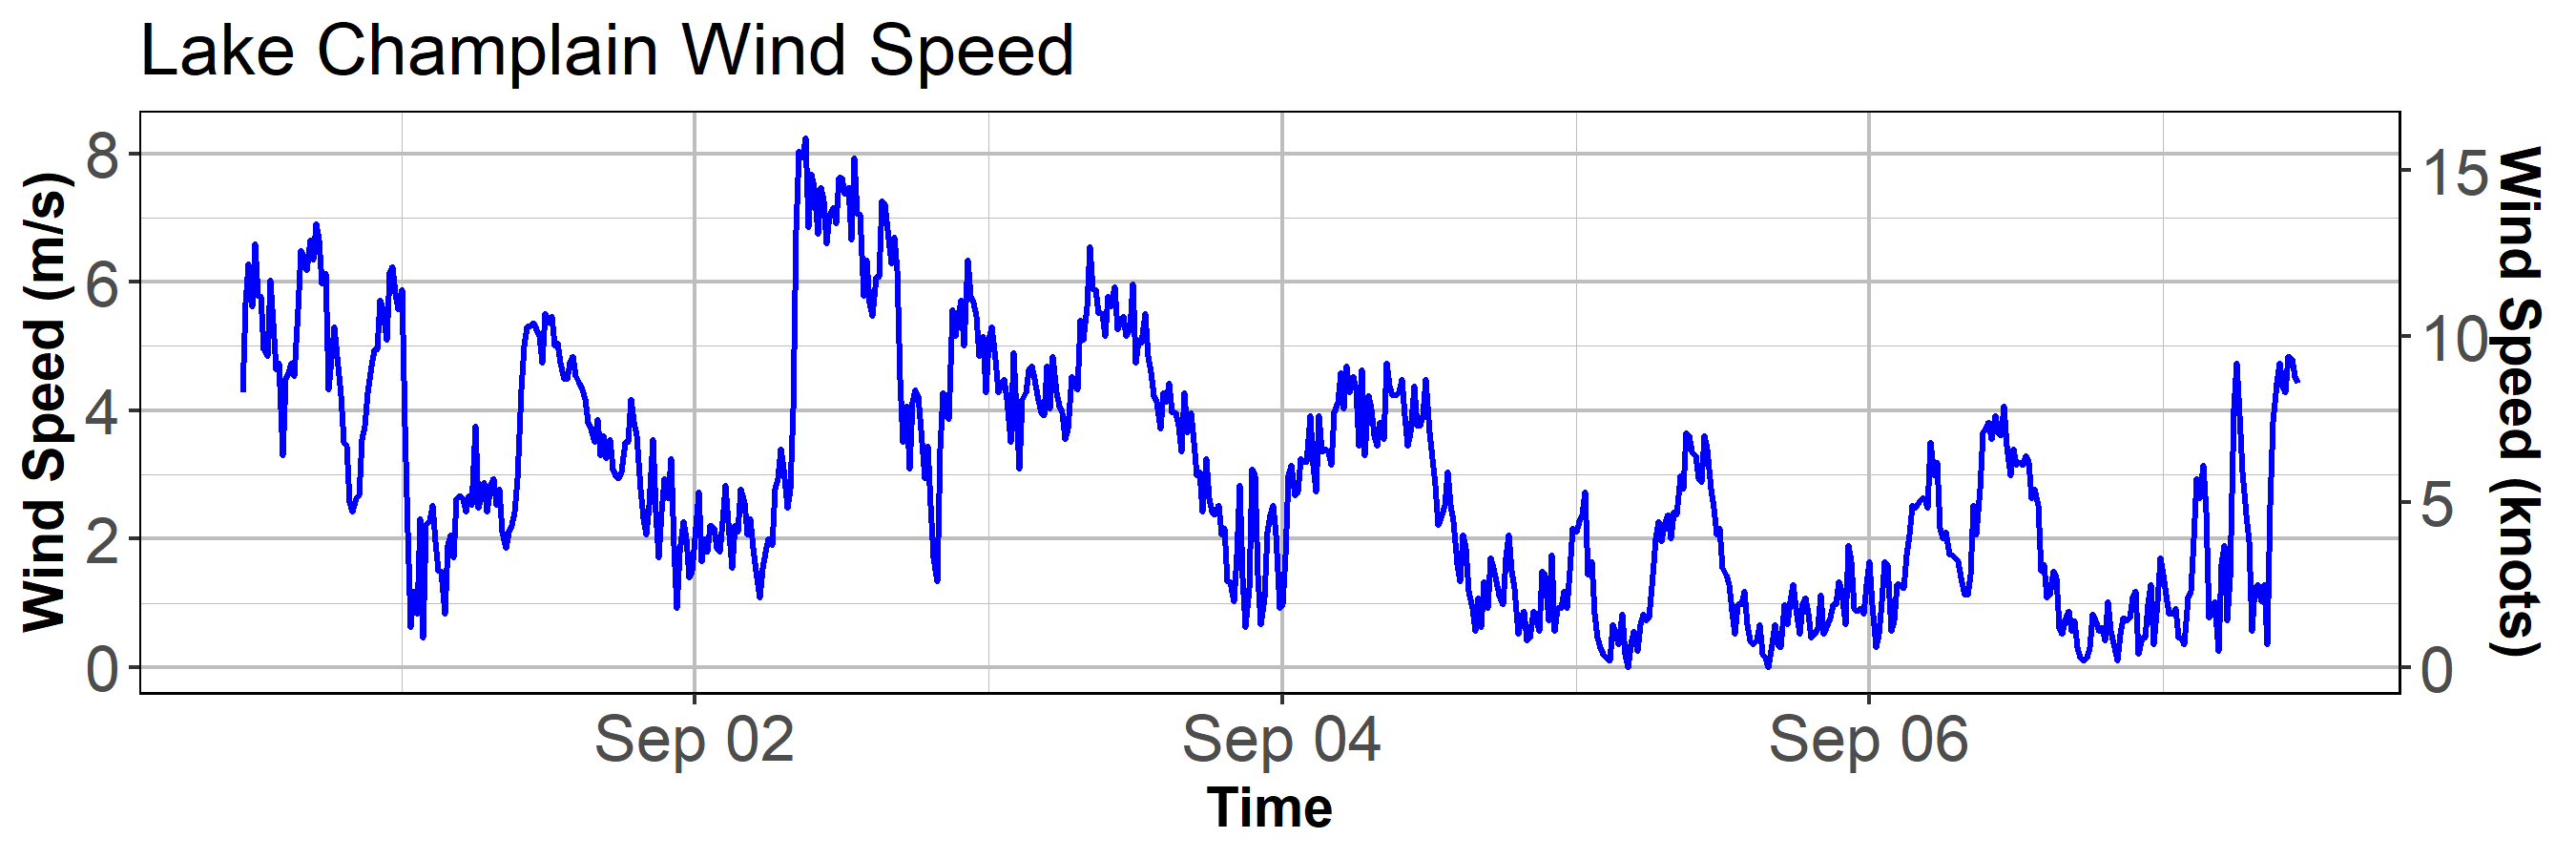 Lake Champlain Wind Speed
Wind Speed (m/s)
8
6
4
2
0
15
10
5
0
Wind Speed (knots)
Sep 02 Sep 04 Sep 06
Time